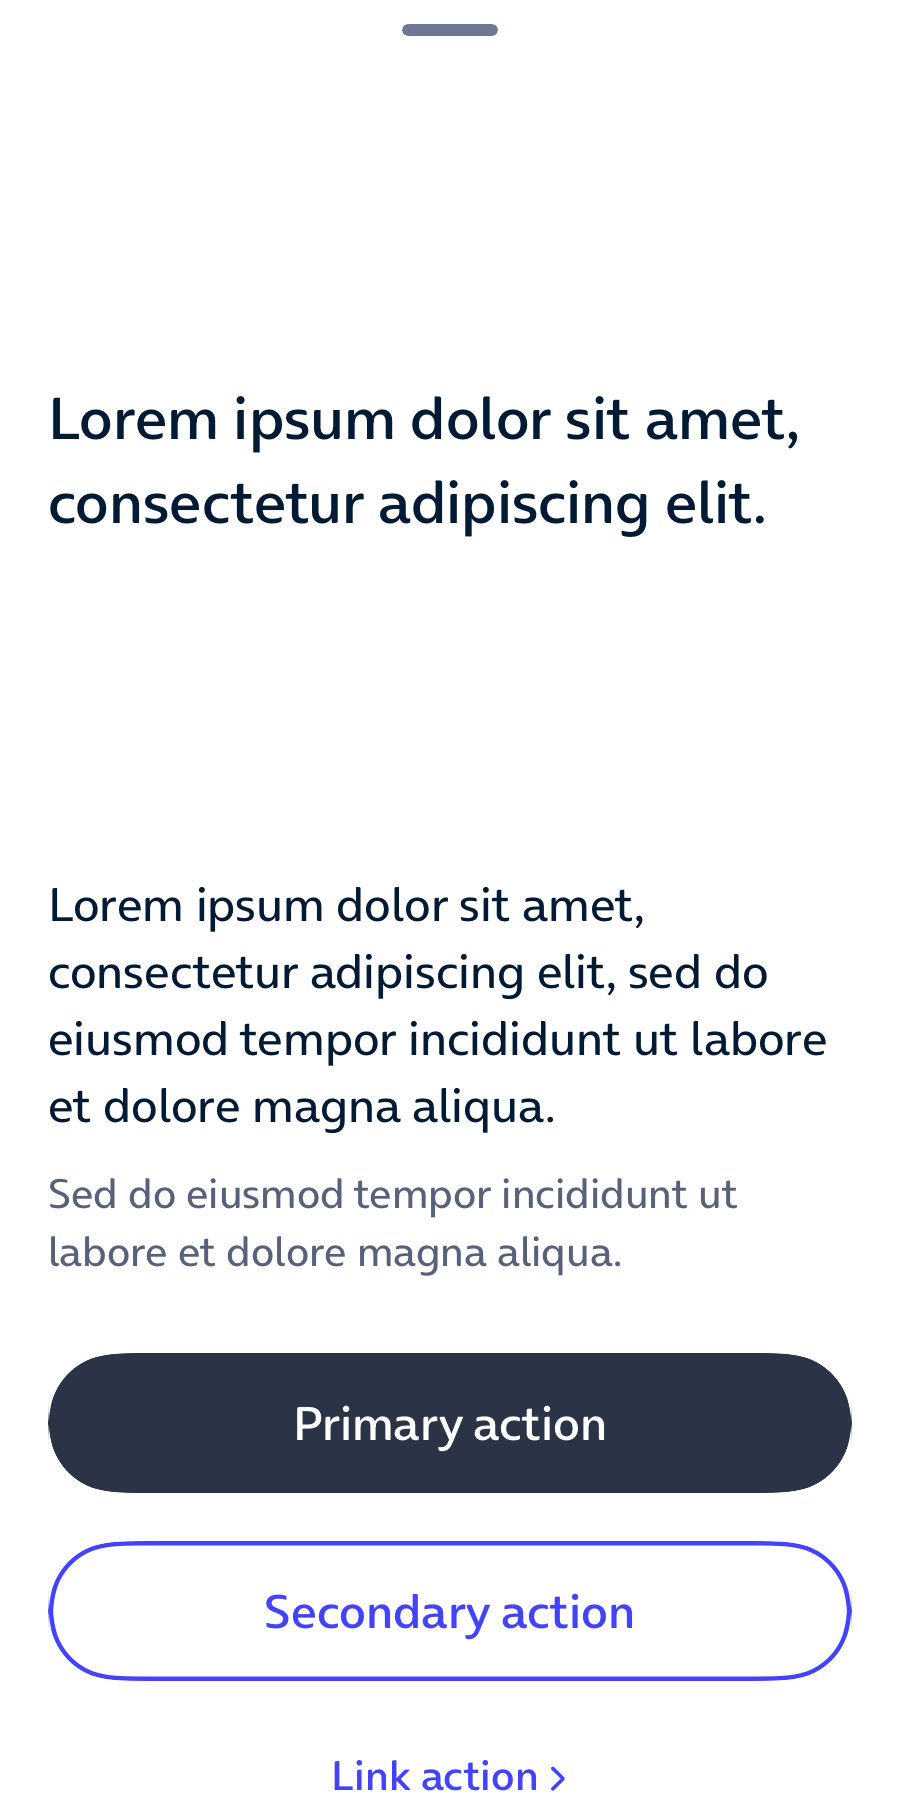 Lorem ipsum dolor sit amet,
consectetur adipiscing elit.
Lorem ipsum dolor sit amet,
consectetur adipiscing elit, sed do
eiusmod tempor incididunt ut labore
et dolore magna aliqua.
Sed do eiusmod tempor incididunt ut
labore et dolore magna aliqua.
Primary action
Secondary action
Link action